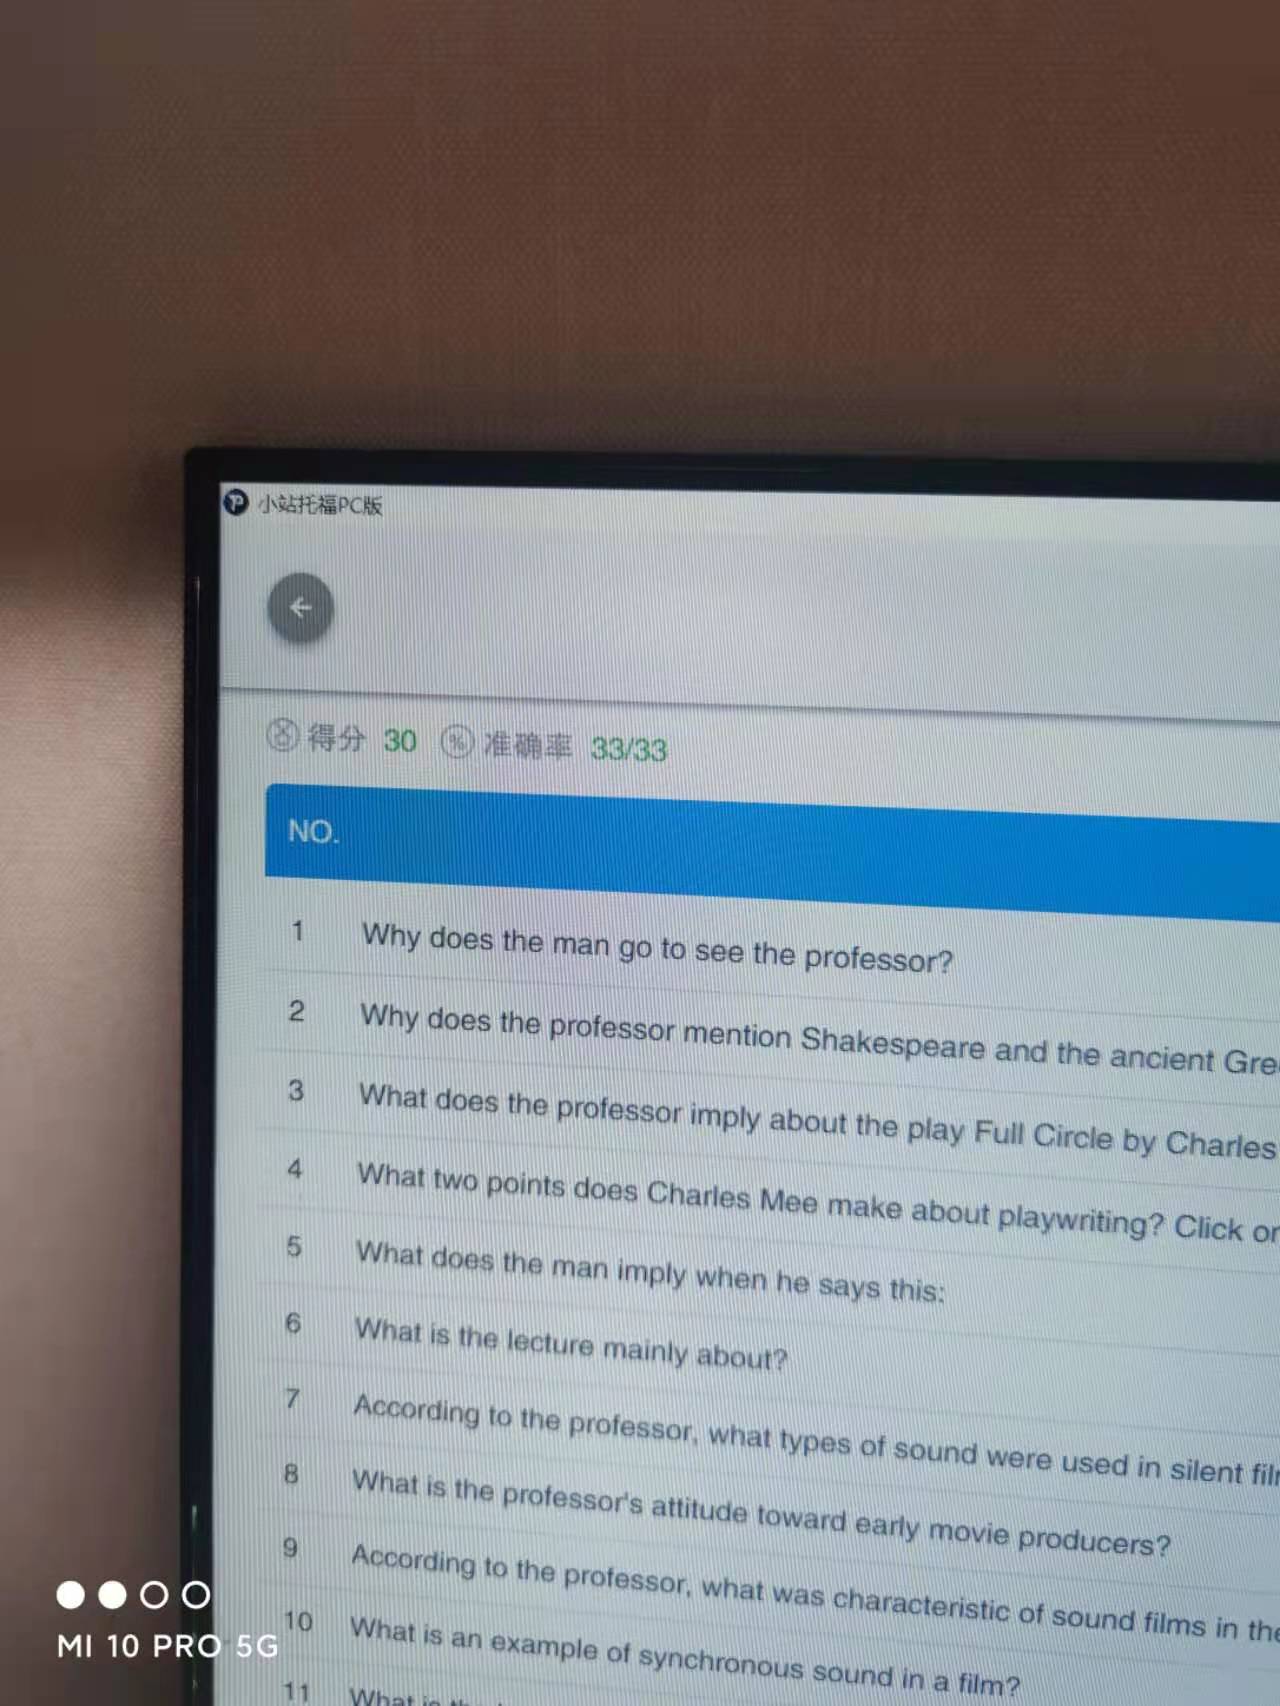 小站托福PC版
得分 30 准确率 33/33
NO.
1 Why does the man go to see the professor?
2 Why does the professor mention Shakespeare and the ancient Gre
3 What does the professor imply about the play Full Circle by Charles
4 What two points does Charles Mee make about playwriting? Click or
5 What does the man imply when he says this:
6 What is the lecture mainly about?
7 According to the professor, what types of sound were used in silent
8 What is the professor's attitude toward early movie producers?
9 According to the professor, what was characteristic of sound films in the
10 What is an example of synchronous sound in a film?
11 What is
MI 10 PRO 5G